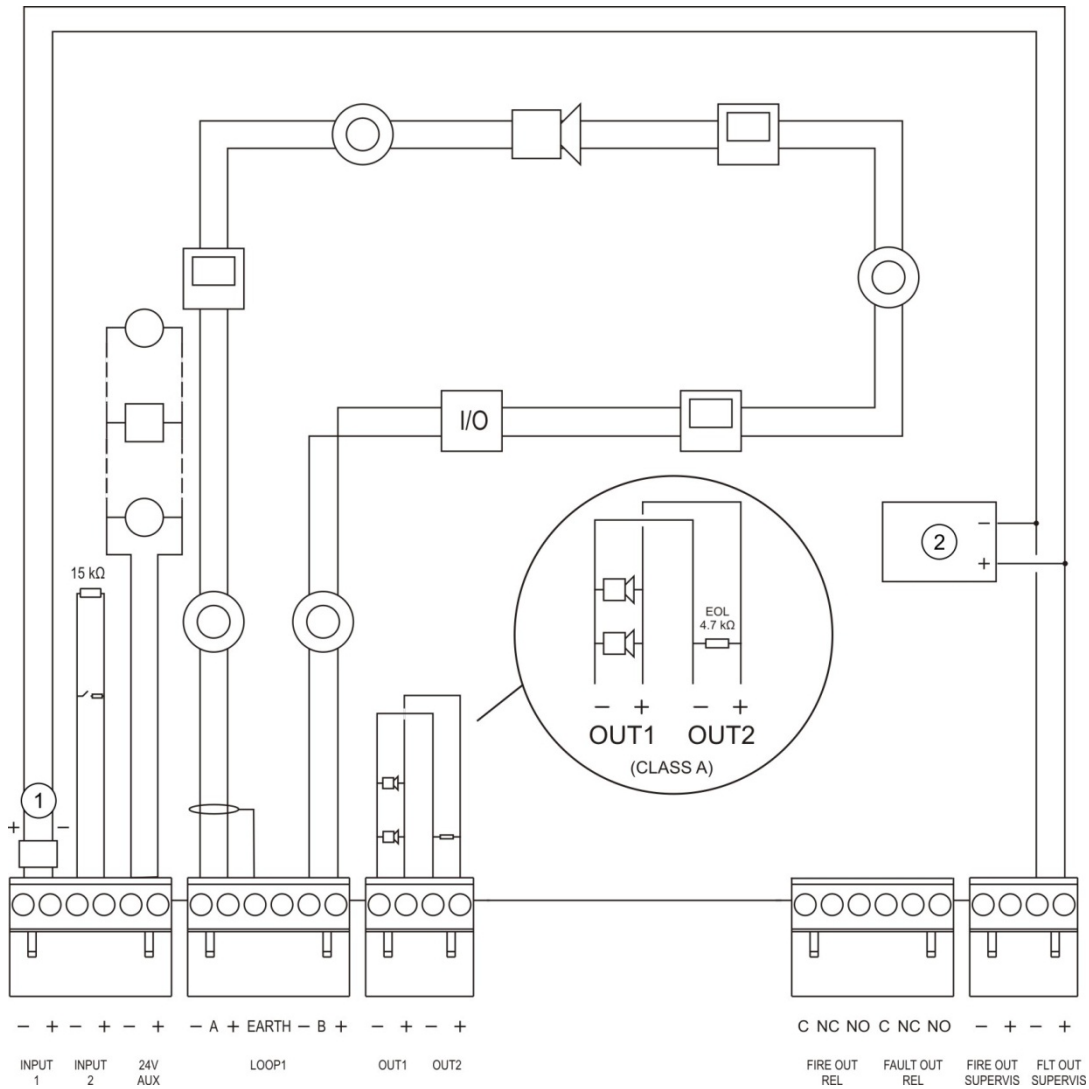 I/O
2
− 
+
15 kΩ
EOL
4.7 kΩ
− + − +
OUT1 OUT2
(CLASS A)
1
+ −
− + − + − + − A + EARTH − B + − + − + C NC NO C NC NO − + − +
INPUT 1 INPUT 2 24V AUX LOOP1 OUT1 OUT2 FIRE OUT REL FAULT OUT REL FIRE OUT SUPERVIS FLT OUT SUPERVIS